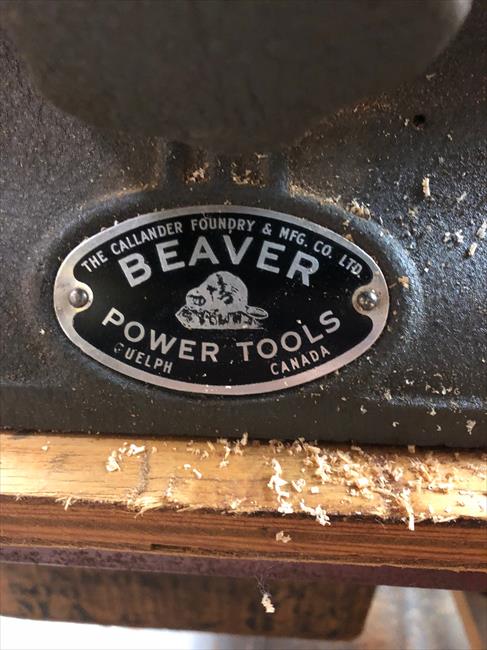 THE CALLANDER FOUNDRY & MFG. CO. LTD.
BEAVER
POWER TOOLS
GUELPH CANADA